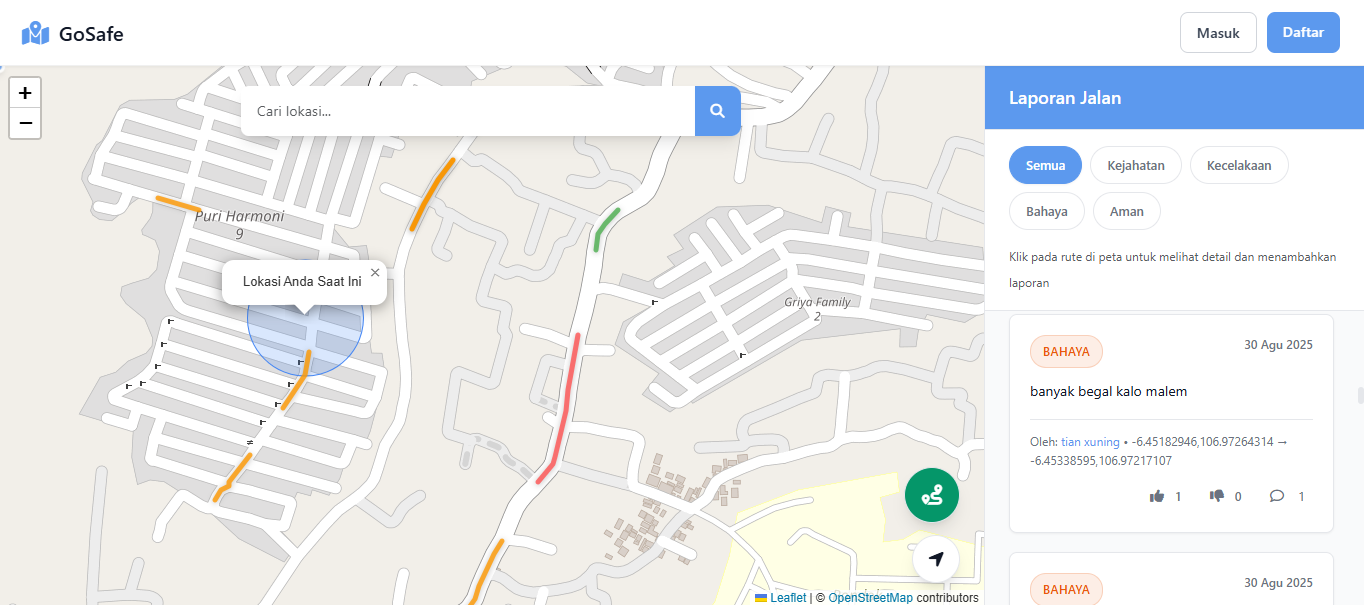 GoSafe
Masuk
Daftar
+
−
Cari lokasi...
Puri Harmoni
9
Lokasi Anda Saat Ini
×
Griya Family
2
Leaflet | © OpenStreetMap contributors
Laporan Jalan
Semua
Kejahatan
Kecelakaan
Bahaya
Aman
Klik pada rute di peta untuk melihat detail dan menambahkan
laporan
BAHAYA
30 Agu 2025
banyak begal kalo malem
Oleh: tian xuning • -6.45182946,106.97264314 →
-6.45338595,106.97217107
1
0
1
BAHAYA
30 Agu 2025